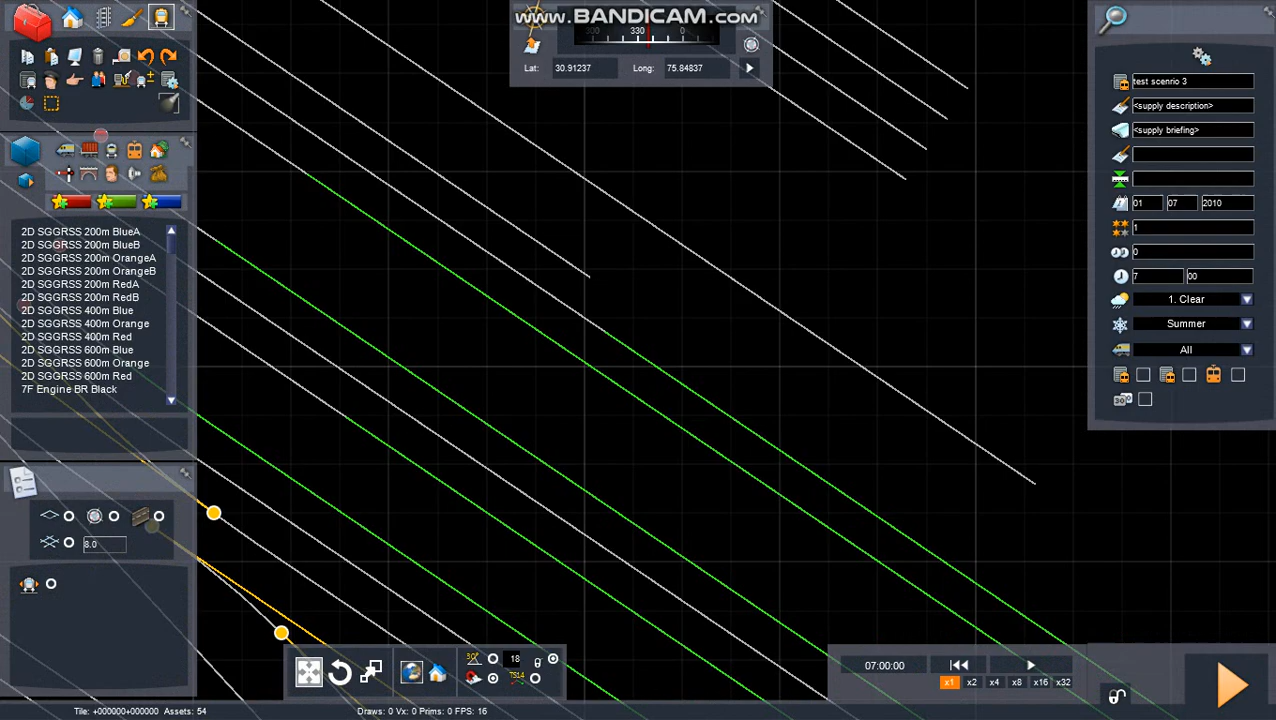 www.BANDICAM.com
300 330 0
Lat: 30.91237 Long: 75.84837
test scenrio 3
<supply description>
<supply briefing>
01 07 2010
1
0
7 00
1. Clear
Summer
All
30
2D SGGRSS 200m BlueA
2D SGGRSS 200m BlueB
2D SGGRSS 200m OrangeA
2D SGGRSS 200m OrangeB
2D SGGRSS 200m RedA
2D SGGRSS 200m RedB
2D SGGRSS 400m Blue
2D SGGRSS 400m Orange
2D SGGRSS 400m Red
2D SGGRSS 600m Blue
2D SGGRSS 600m Orange
2D SGGRSS 600m Red
7F Engine BR Black
8.0
30° 18
TS14
07:00:00
x1 x2 x4 x8 x16 x32
Tile: +000000+000000 Assets: 54 Draws: 0 Vx: 0 Prims: 0 FPS: 16